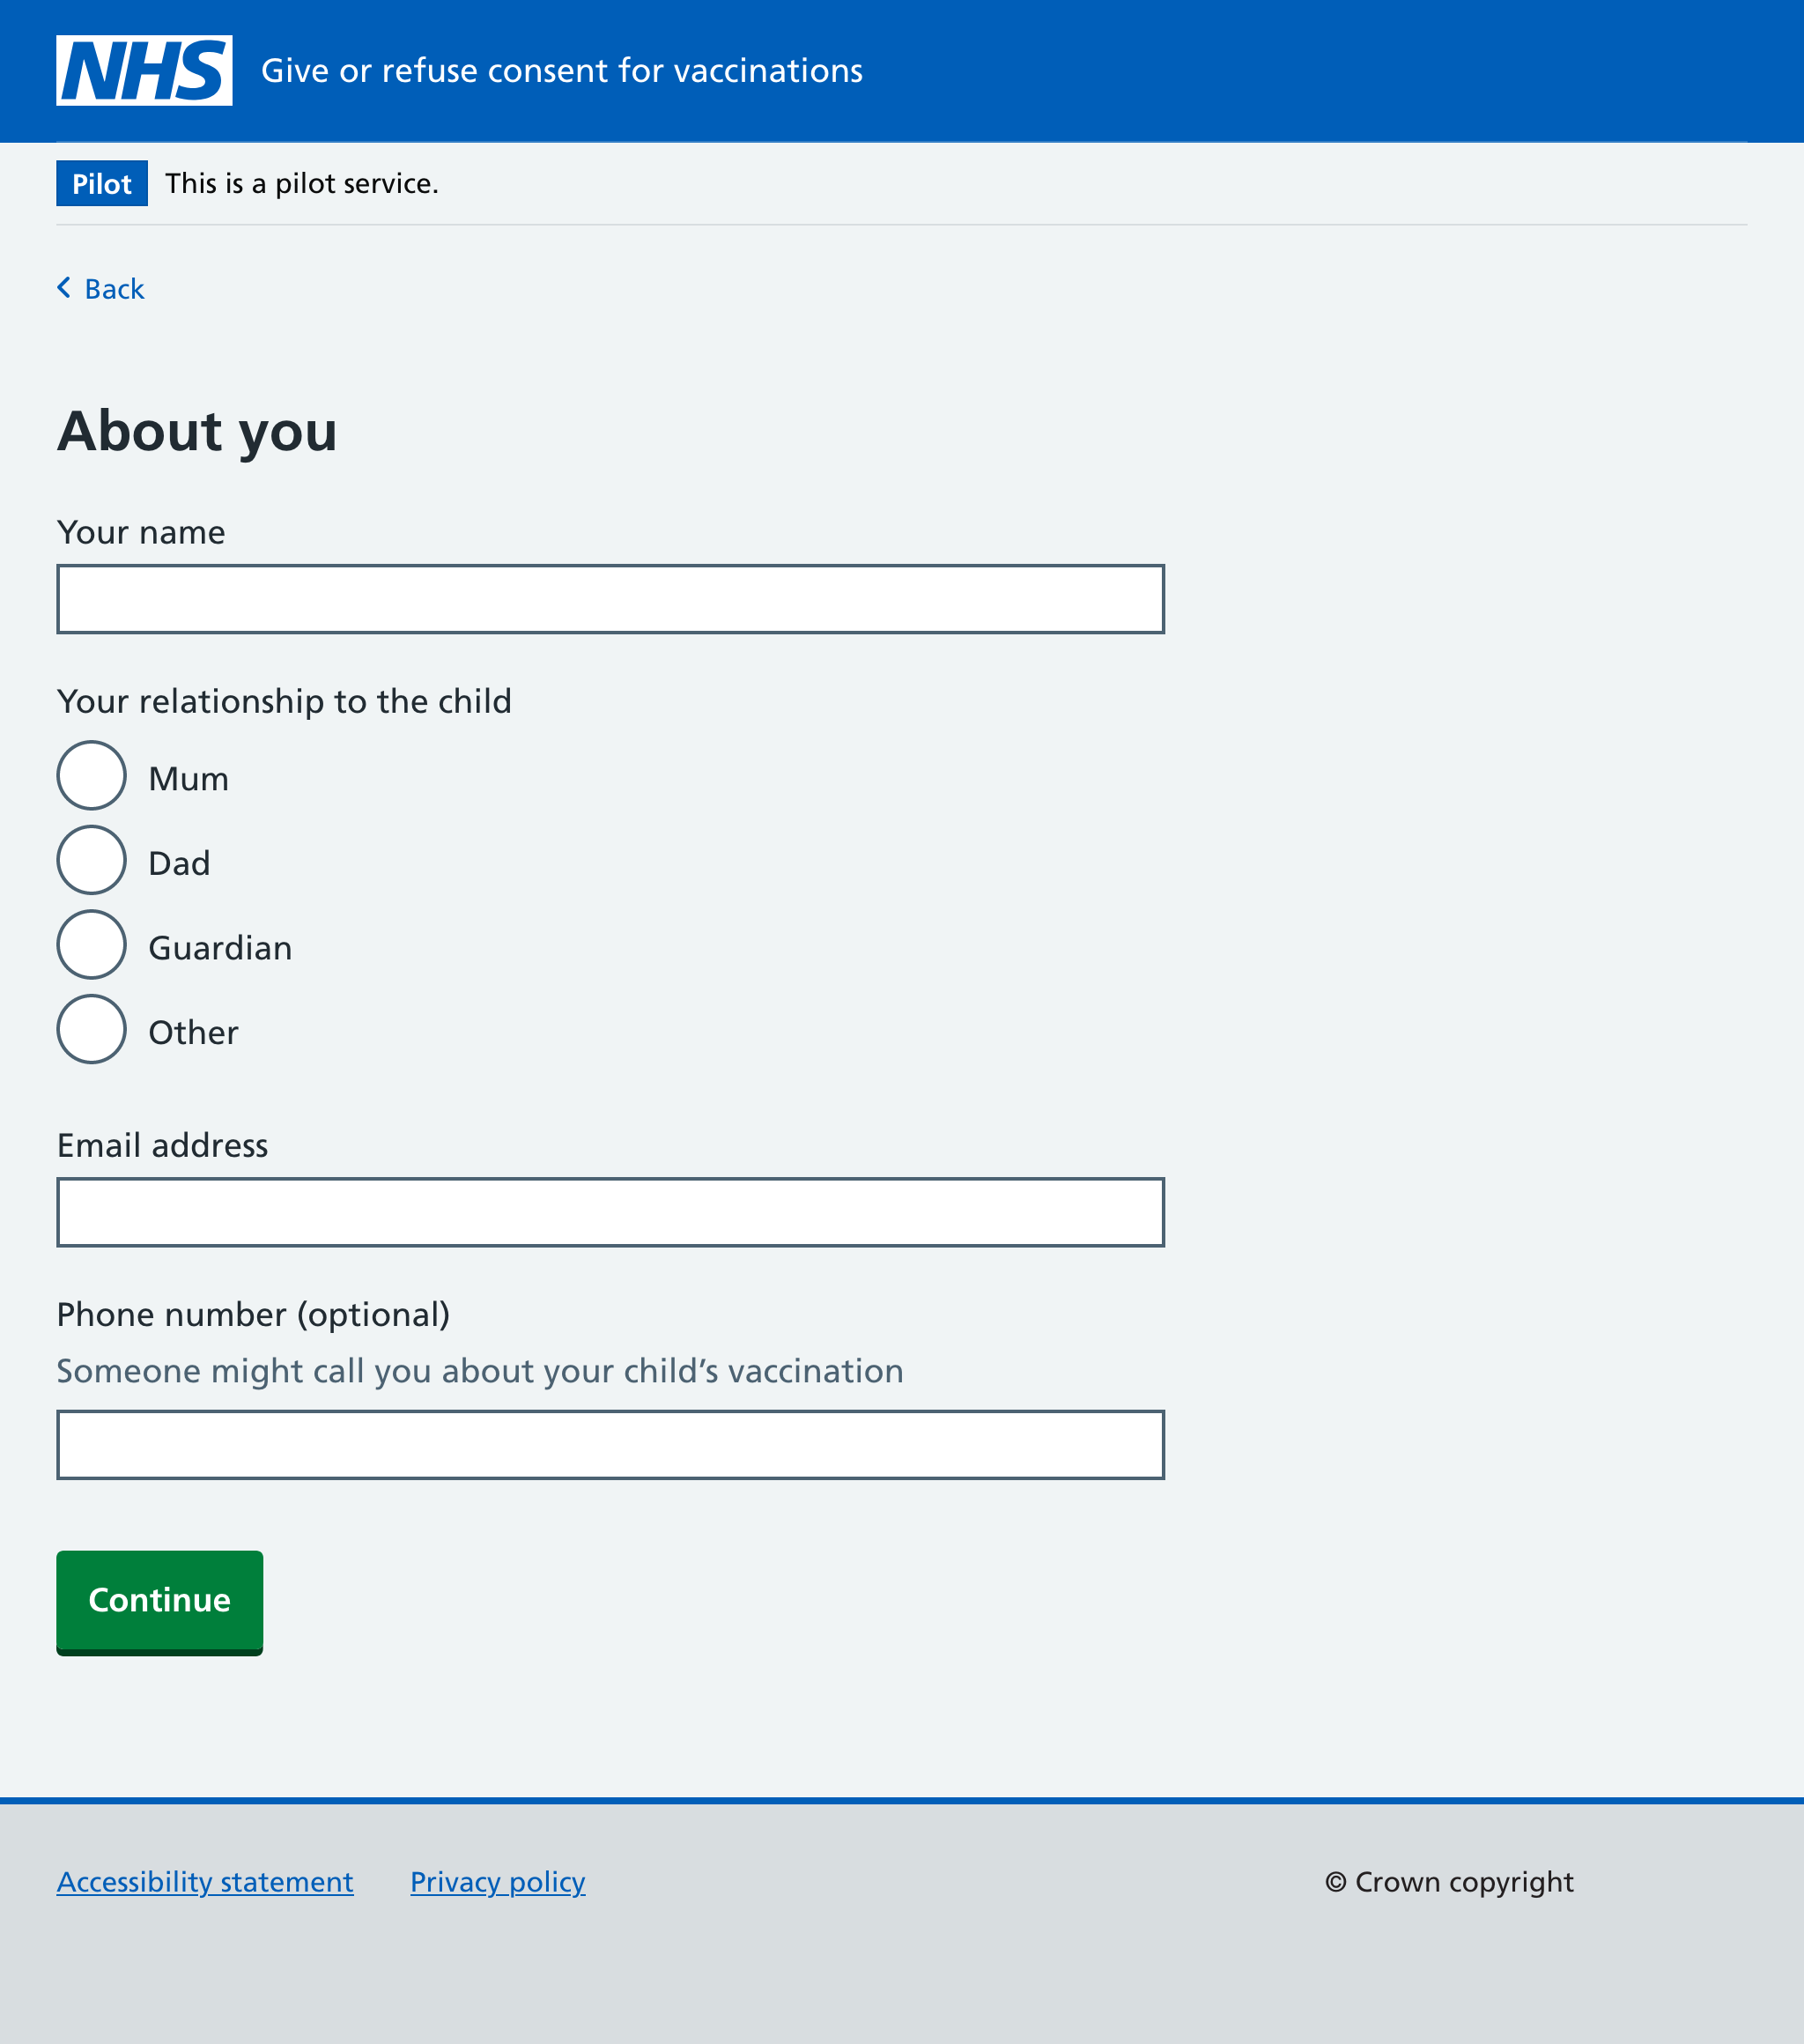 NHS Give or refuse consent for vaccinations
Pilot This is a pilot service.
Back
About you
Your name
Your relationship to the child
Mum
Dad
Guardian
Other
Email address
Phone number (optional)
Someone might call you about your child’s vaccination
Continue
Accessibility statement Privacy policy © Crown copyright